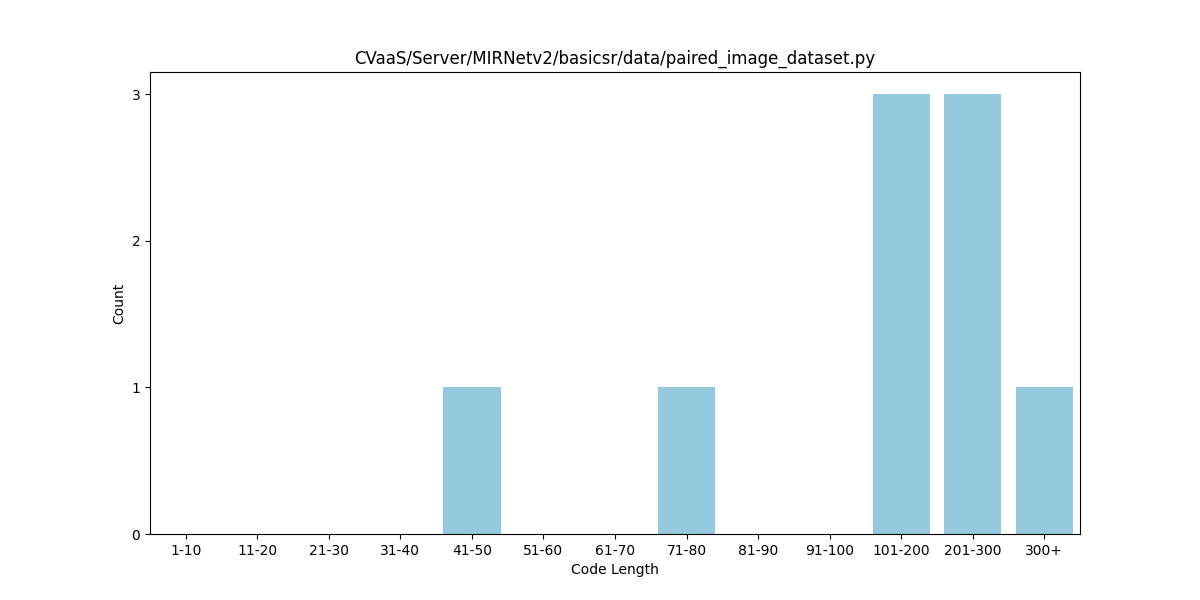 CVaaS/Server/MIRNetv2/basicsr/data/paired_image_dataset.py
3
2
1
0
Count
1-10 11-20 21-30 31-40 41-50 51-60 61-70 71-80 81-90 91-100 101-200 201-300 300+
Code Length